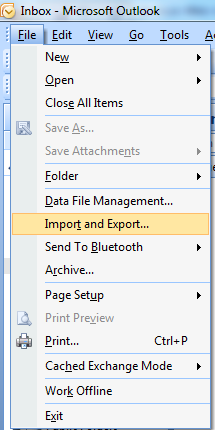 Inbox - Microsoft Outlook
File Edit View Go Tools A
New
Open
Close All Items
Save As...
Save Attachments
Folder
Data File Management...
Import and Export...
Send To Bluetooth
Archive...
Page Setup
Print Preview
Print... Ctrl+P
Cached Exchange Mode
Work Offline
Exit